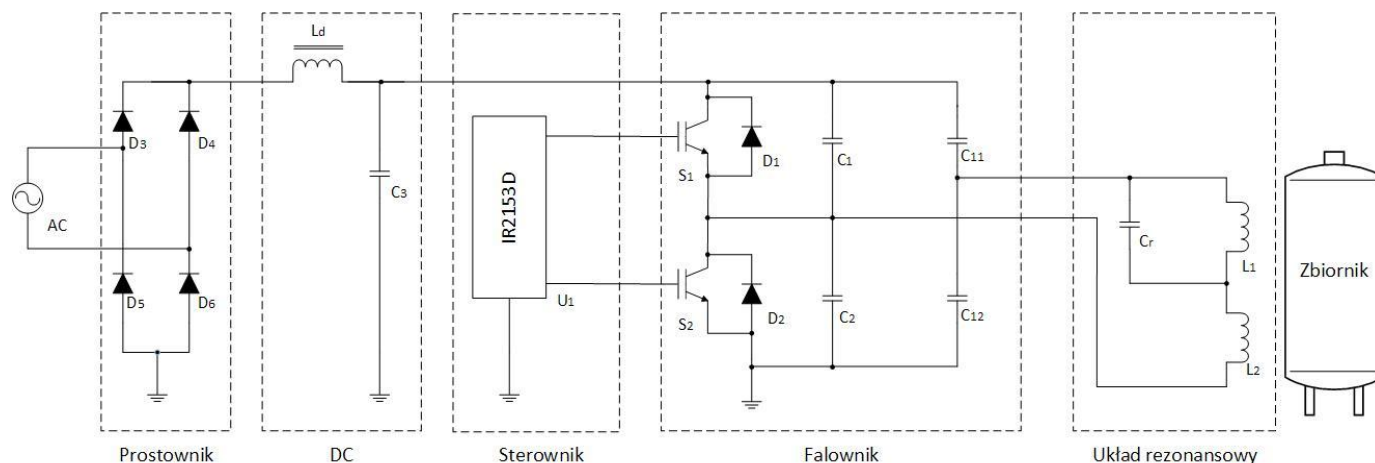 Ld
D3
D4
AC
D5
D6
C3
IR2153D
U1
S1
D1
S2
D2
C1
C2
C11
C12
Cr
L1
L2
Zbiornik
Prostownik
DC
Sterownik
Falownik
Układ rezonansowy